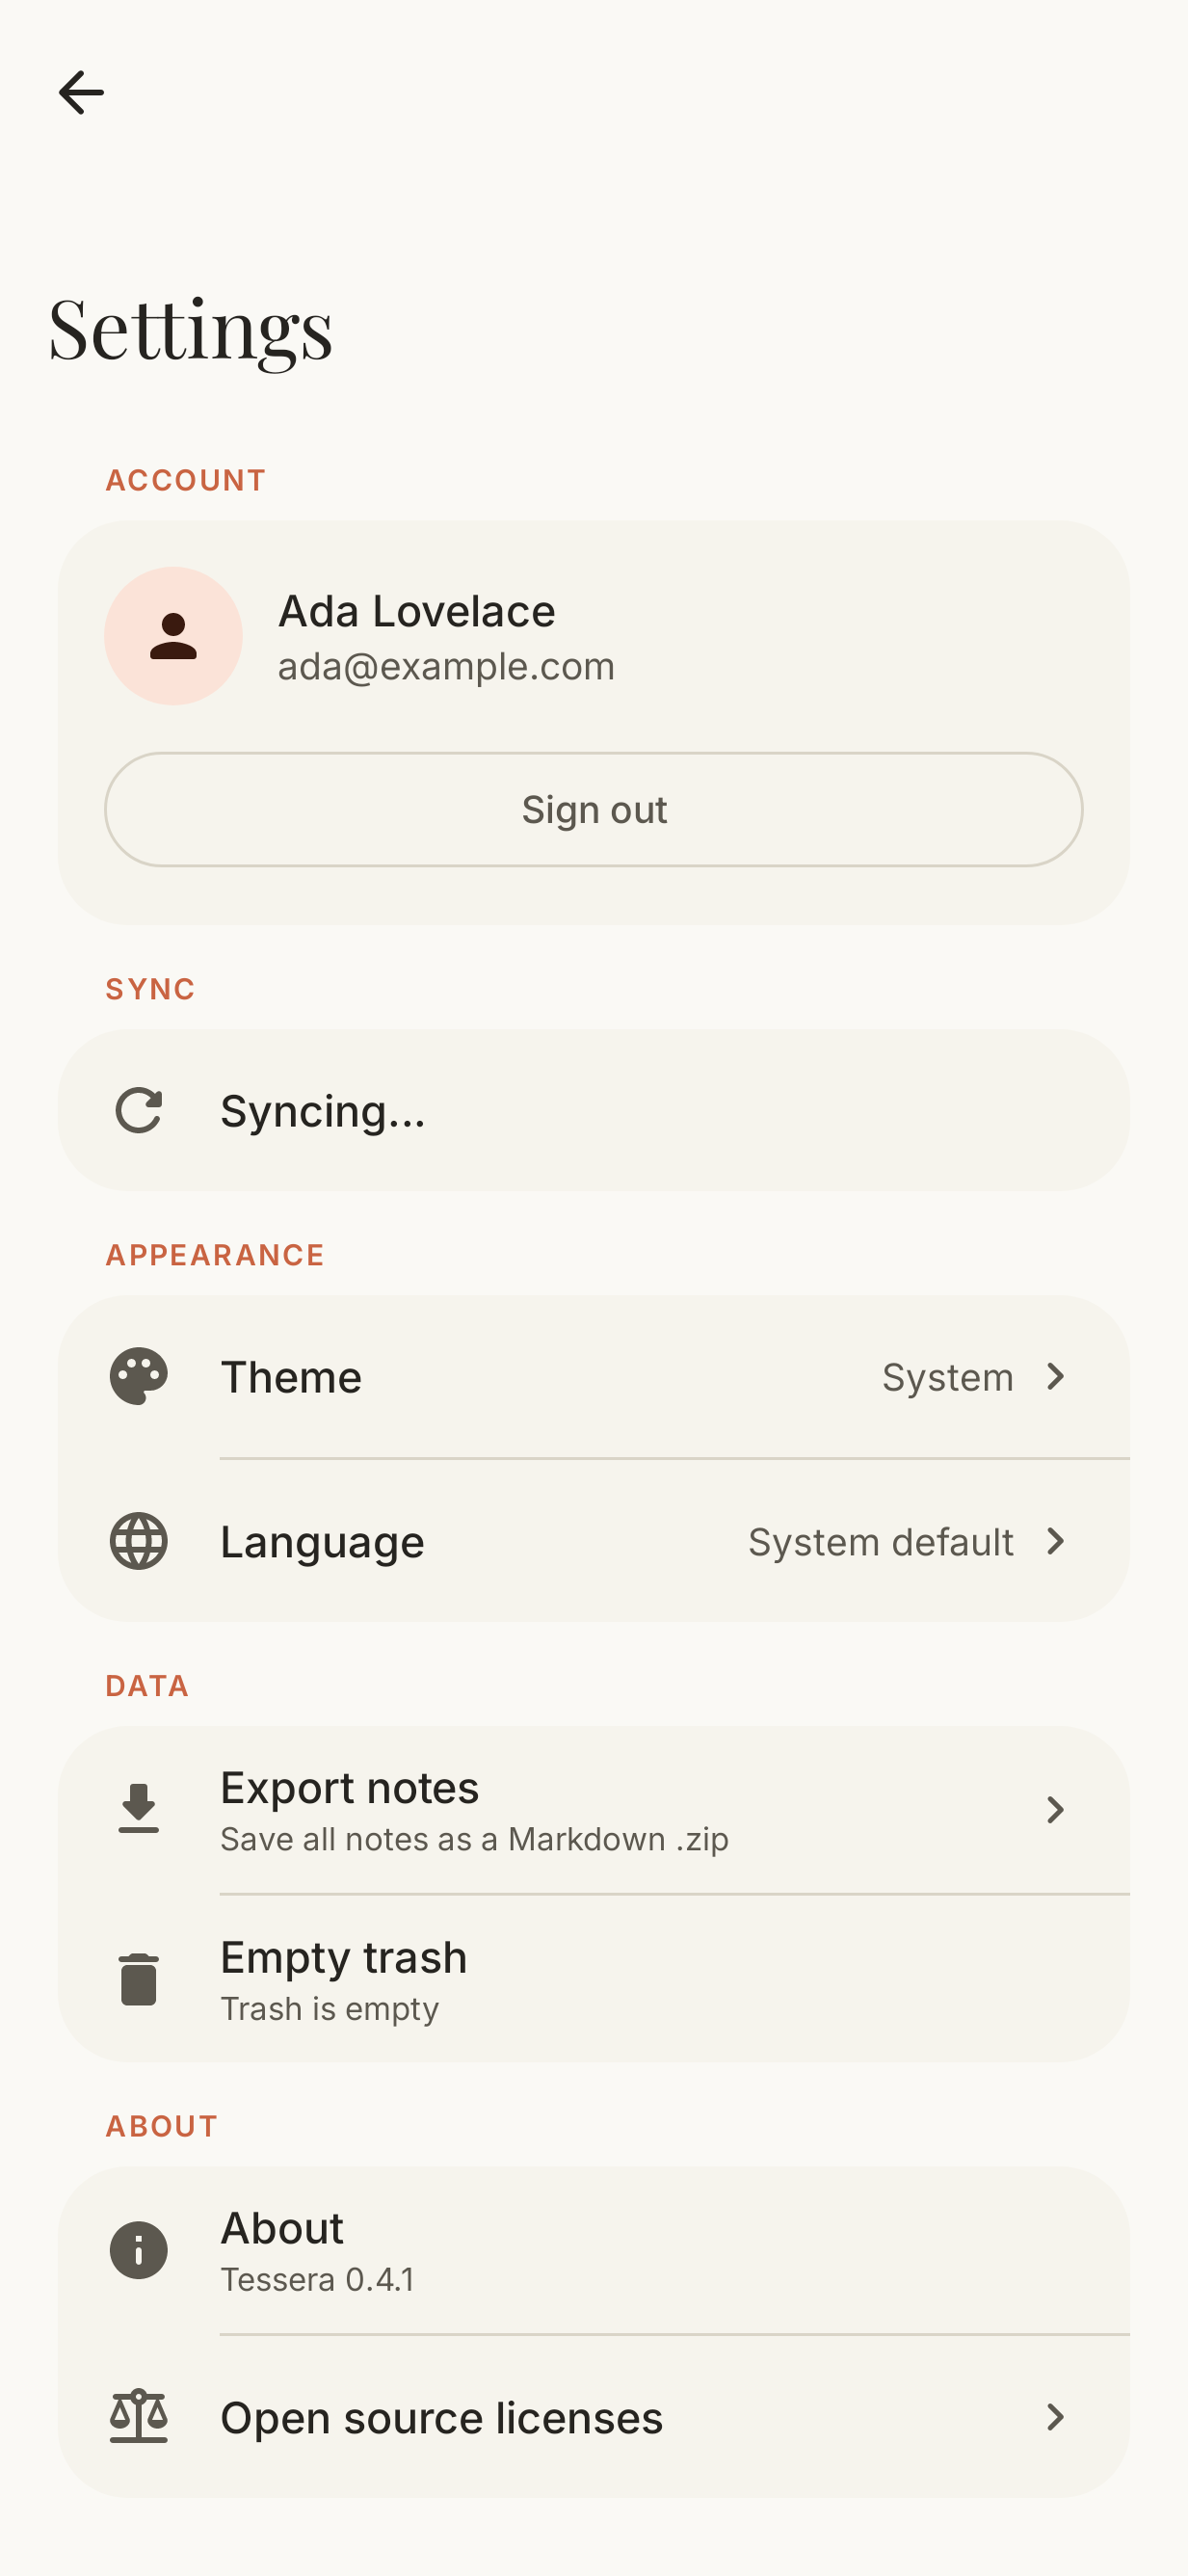 Settings
ACCOUNT
Ada Lovelace
ada@example.com
Sign out
SYNC
Syncing...
APPEARANCE
Theme System
Language System default
DATA
Export notes
Save all notes as a Markdown .zip
Empty trash
Trash is empty
ABOUT
About
Tessera 0.4.1
Open source licenses